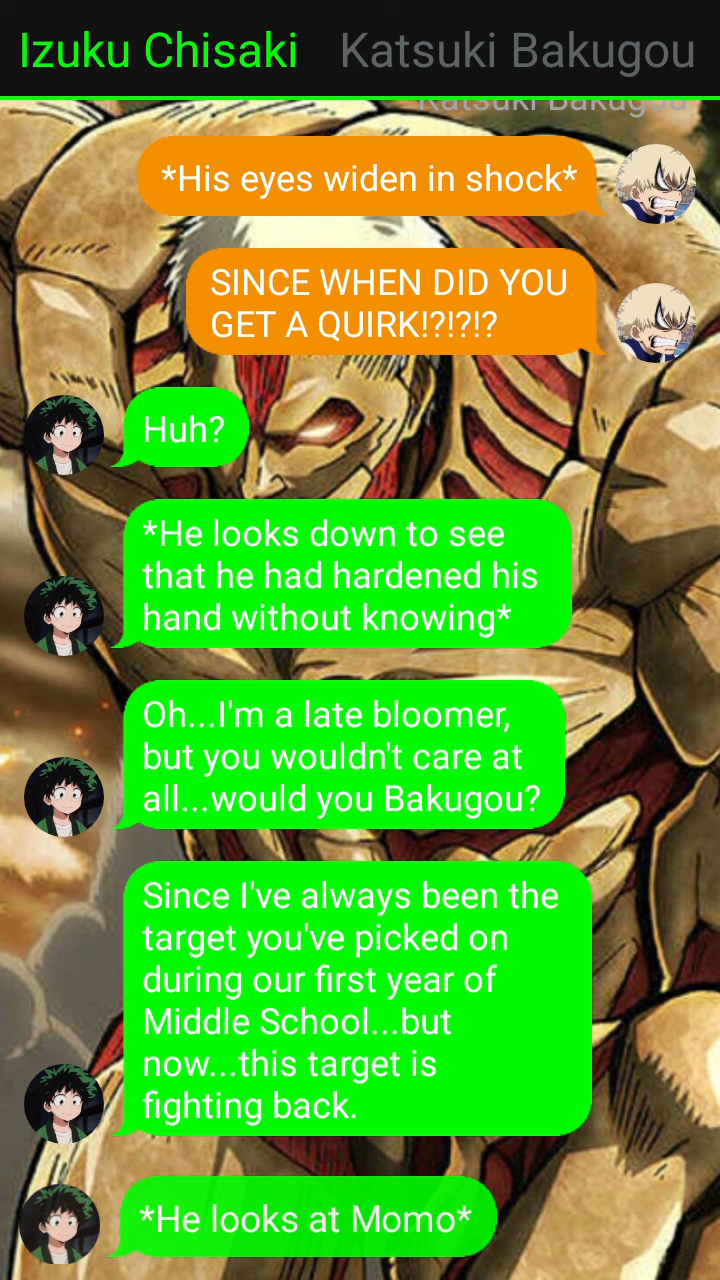 Izuku Chisaki Katsuki Bakugou
Katsuki Bakugou
*His eyes widen in shock*
SINCE WHEN DID YOU
GET A QUIRK!?!?!?
Huh?
*He looks down to see
that he had hardened his
hand without knowing*
Oh...I'm a late bloomer,
but you wouldn't care at
all...would you Bakugou?
Since I've always been the
target you've picked on
during our first year of
Middle School...but
now...this target is
fighting back.
*He looks at Momo*